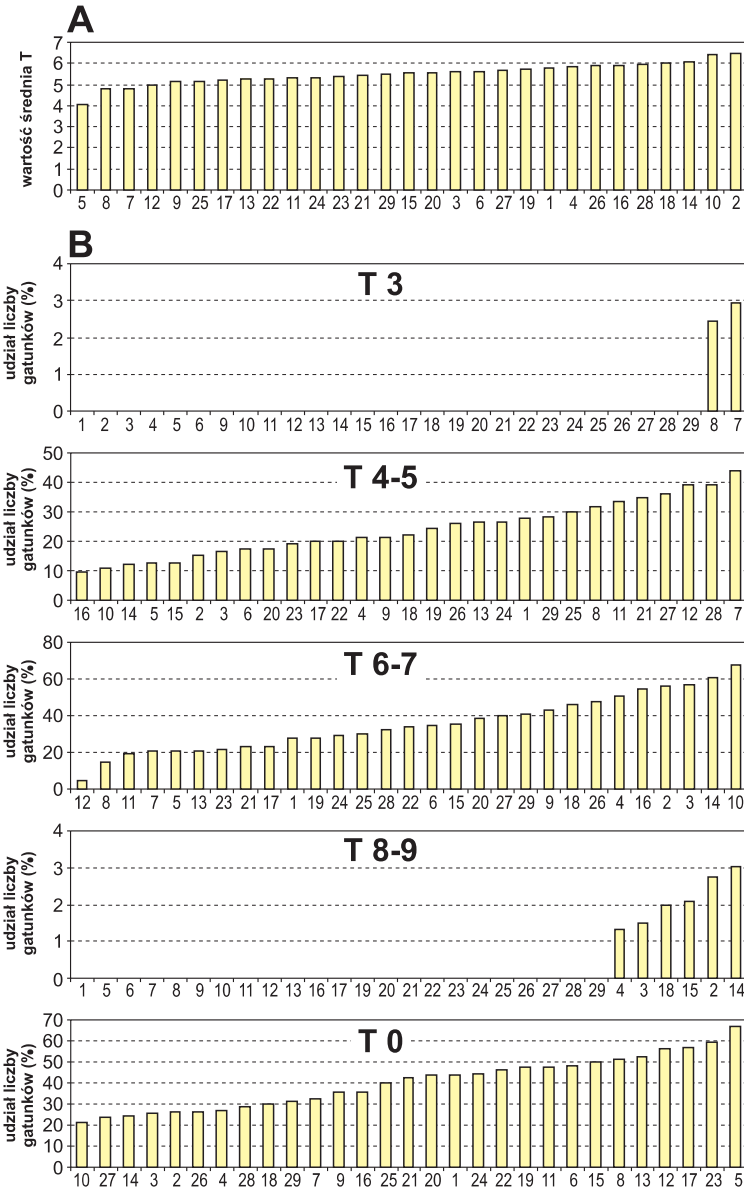 A
wartość średnia T
7
6
5
4
3
2
1
0
5 8 7 12 9 25 17 13 22 11 24 23 21 29 15 20 3 6 27 19 1 4 26 16 28 18 14 10 2
B
T 3
udział liczby
gatunków (%)
4
3
2
1
0
1 2 3 4 5 6 9 10 11 12 13 14 15 16 17 18 19 20 21 22 23 24 25 26 27 28 29 8 7
T 4-5
udział liczby
gatunków (%)
50
40
30
20
10
0
16 10 14 5 15 2 3 6 20 23 17 22 4 9 18 19 26 13 24 1 29 25 8 11 21 27 12 28 7
T 6-7
udział liczby
gatunków (%)
80
60
40
20
0
12 8 11 7 5 13 23 21 17 1 19 24 25 28 22 6 15 20 27 29 9 18 26 4 16 2 3 14 10
T 8-9
udział liczby
gatunków (%)
4
3
2
1
0
1 5 6 7 8 9 10 11 12 13 16 17 19 20 21 22 23 24 25 26 27 28 29 4 3 18 15 2 14
T 0
udział liczby
gatunków (%)
70
60
50
40
30
20
10
0
10 27 14 3 2 26 4 28 18 29 7 9 16 25 21 20 1 24 22 19 11 6 15 8 13 12 17 23 5